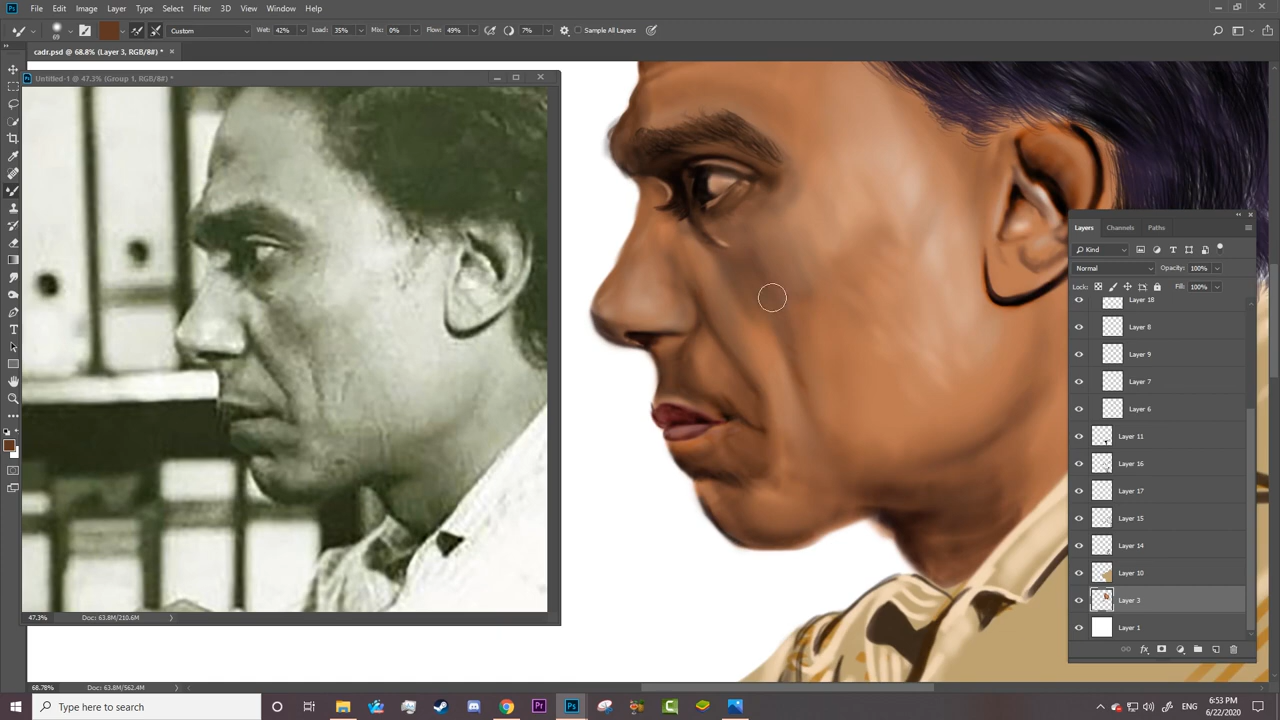 Ps File Edit Image Layer Type Select Filter 3D View Window Help
69 Custom Wet: 42% Load: 35% Mix: 0% Flow: 49% 7% Sample All Layers
cadr.psd @ 68.8% (Layer 3, RGB/8#) * ×
Untitled-1 @ 47.3% (Group 1, RGB/8#) *
47.3% Doc: 63.8M/210.6M
Layers Channels Paths
Kind
Normal Opacity: 100%
Lock: Fill: 100%
Layer 18
Layer 8
Layer 9
Layer 7
Layer 6
Layer 11
Layer 16
Layer 17
Layer 15
Layer 14
Layer 10
Layer 3
Layer 1
fx
68.78% Doc: 63.8M/562.4M
Type here to search
Pr Ps
ENG
6:53 PM
6/22/2020